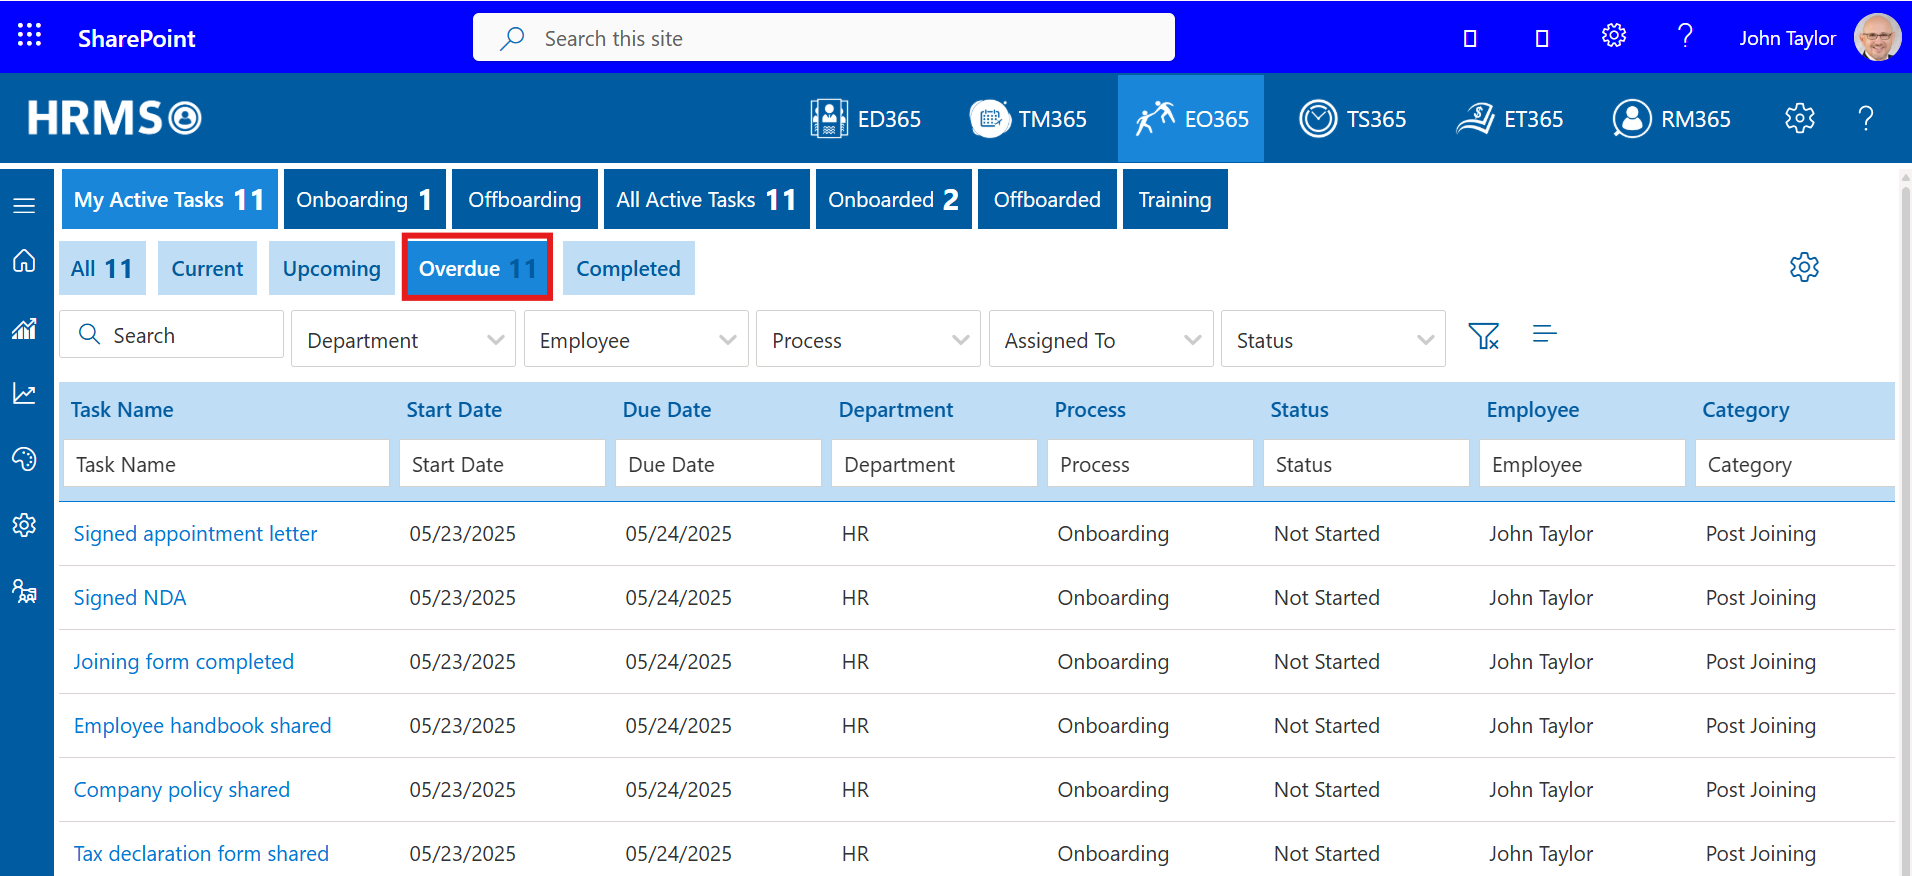 SharePoint
Search this site
John Taylor
HRMS
ED365
TM365
EO365
TS365
ET365
RM365
My Active Tasks 11
Onboarding 1
Offboarding
All Active Tasks 11
Onboarded 2
Offboarded
Training
All 11
Current
Upcoming
Overdue 11
Completed
Search
Department
Employee
Process
Assigned To
Status
Task Name Start Date Due Date Department Process Status Employee Category
Task Name Start Date Due Date Department Process Status Employee Category
Signed appointment letter 05/23/2025 05/24/2025 HR Onboarding Not Started John Taylor Post Joining
Signed NDA 05/23/2025 05/24/2025 HR Onboarding Not Started John Taylor Post Joining
Joining form completed 05/23/2025 05/24/2025 HR Onboarding Not Started John Taylor Post Joining
Employee handbook shared 05/23/2025 05/24/2025 HR Onboarding Not Started John Taylor Post Joining
Company policy shared 05/23/2025 05/24/2025 HR Onboarding Not Started John Taylor Post Joining
Tax declaration form shared 05/23/2025 05/24/2025 HR Onboarding Not Started John Taylor Post Joining